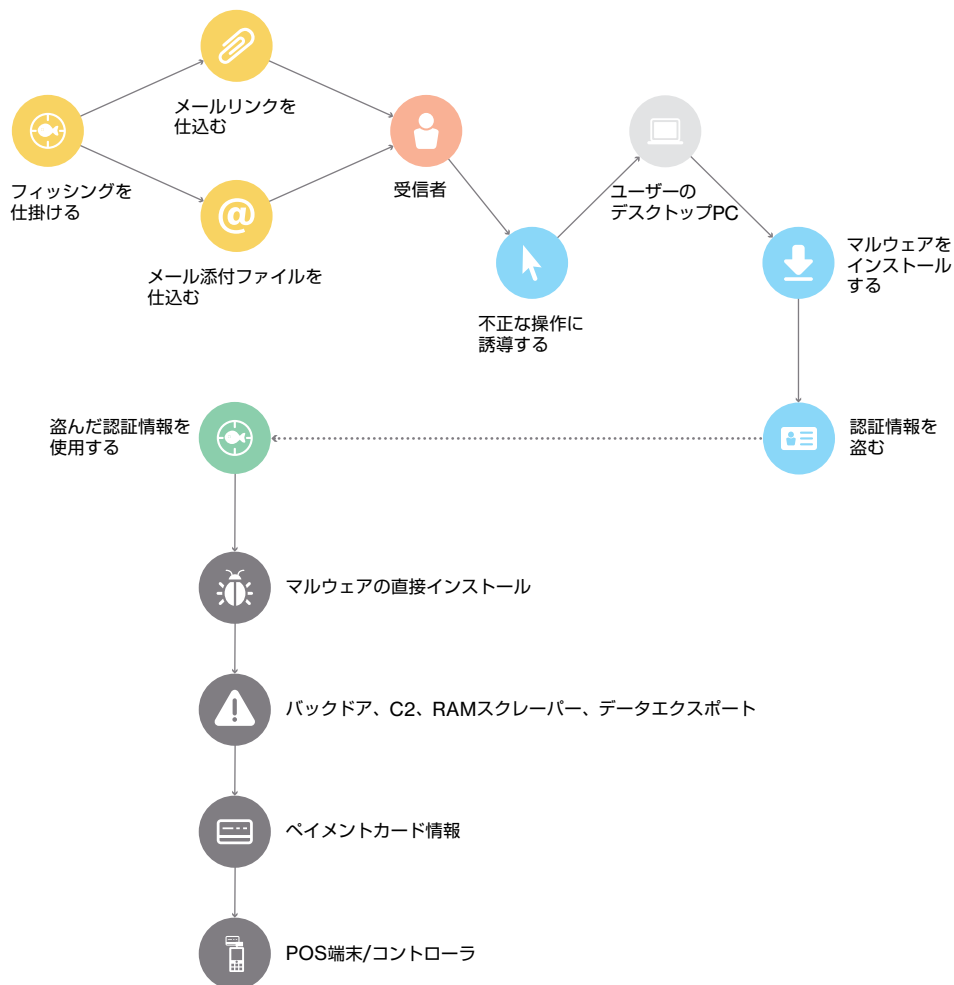 メールリンクを
仕込む
フィッシングを
仕掛ける
受信者
メール添付ファイルを
仕込む
ユーザーの
デスクトップPC
不正な操作に
誘導する
マルウェアを
インストール
する
盗んだ認証情報を
使用する
認証情報を
盗む
マルウェアの直接インストール
バックドア、C2、RAMスクレーパー、データエクスポート
ペイメントカード情報
POS端末/コントローラ